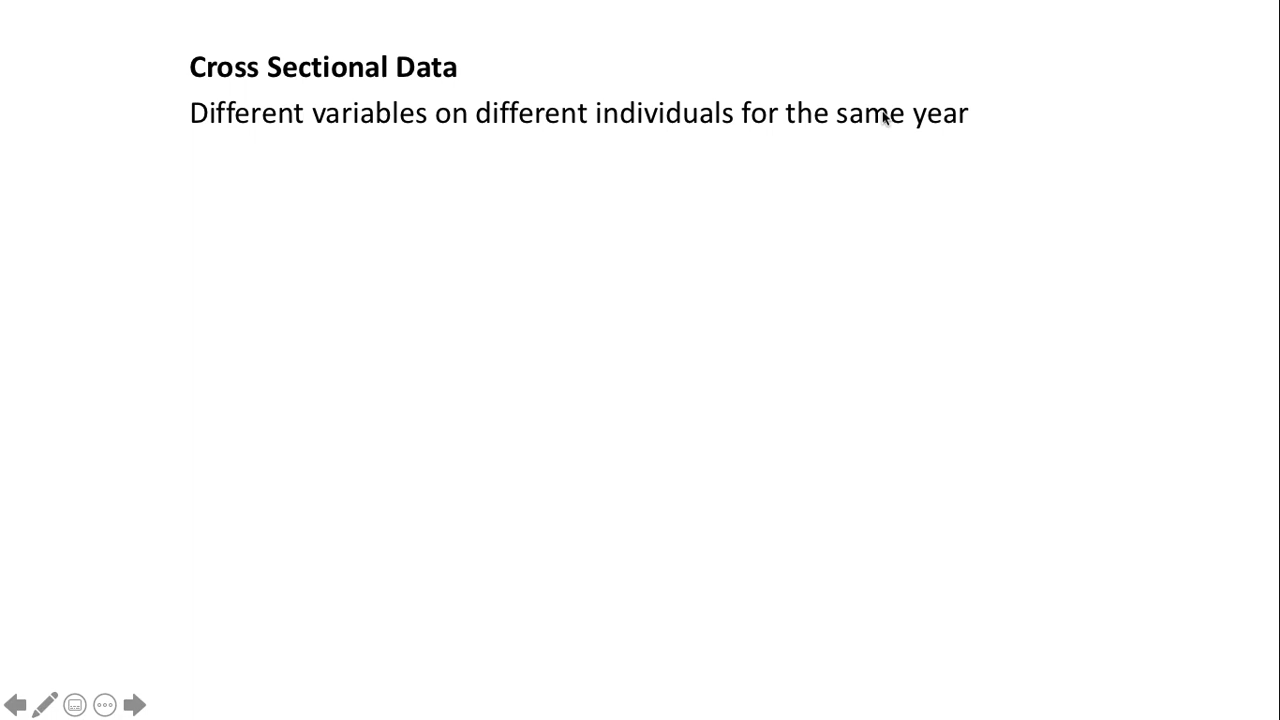 Cross Sectional Data
Different variables on different individuals for the same year